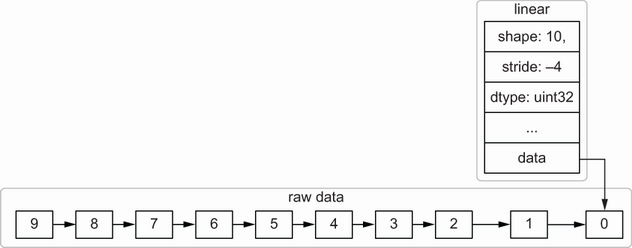 linear
shape: 10,
stride: –4
dtype: uint32
...
data
raw data
9 8 7 6 5 4 3 2 1 0